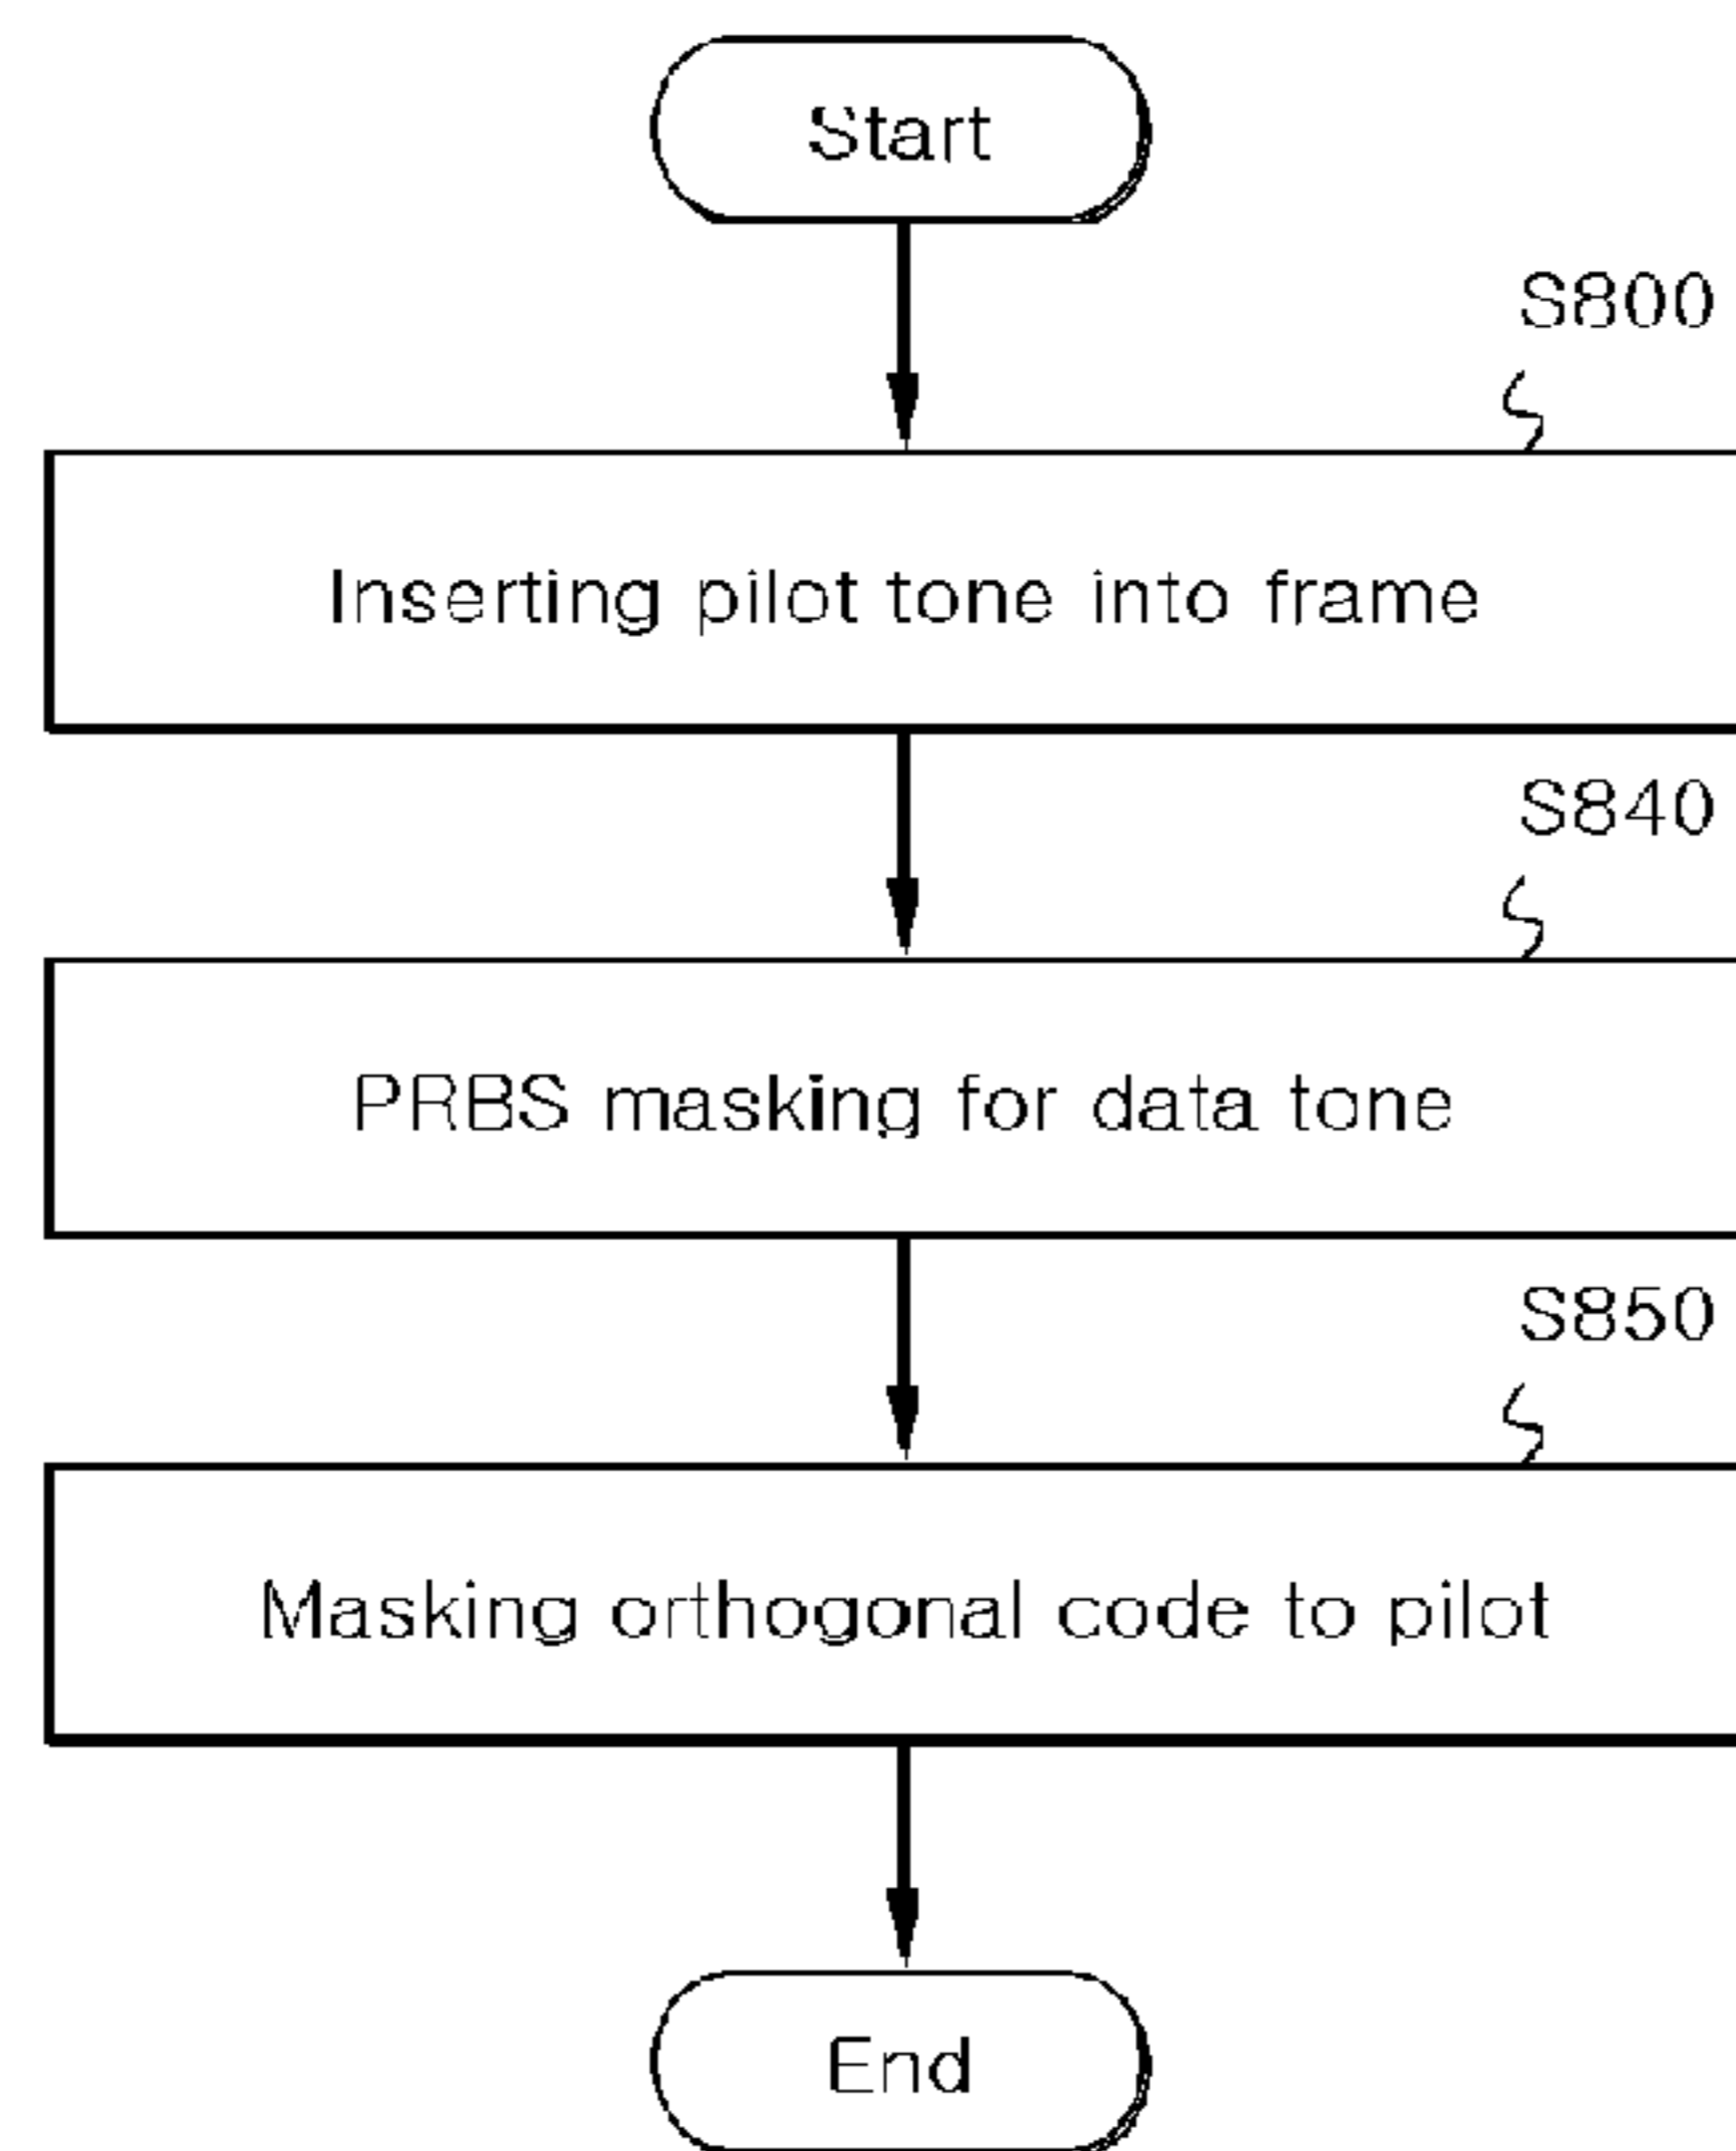 Start
S800
Inserting pilot tone into frame
S840
PRBS masking for data tone
S850
Masking orthogonal code to pilot
End